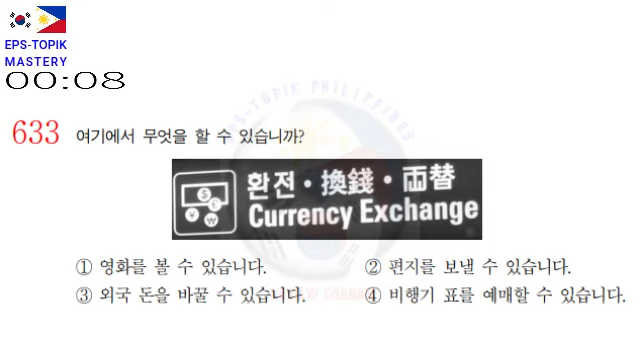 EPS-TOPIK
MASTERY
00:08
633 여기에서 무엇을 할 수 있습니까?
환전・換錢・両替
Currency Exchange
① 영화를 볼 수 있습니다.
② 편지를 보낼 수 있습니다.
③ 외국 돈을 바꿀 수 있습니다.
④ 비행기 표를 예매할 수 있습니다.
EPS-TOPIK PHILIPPINES